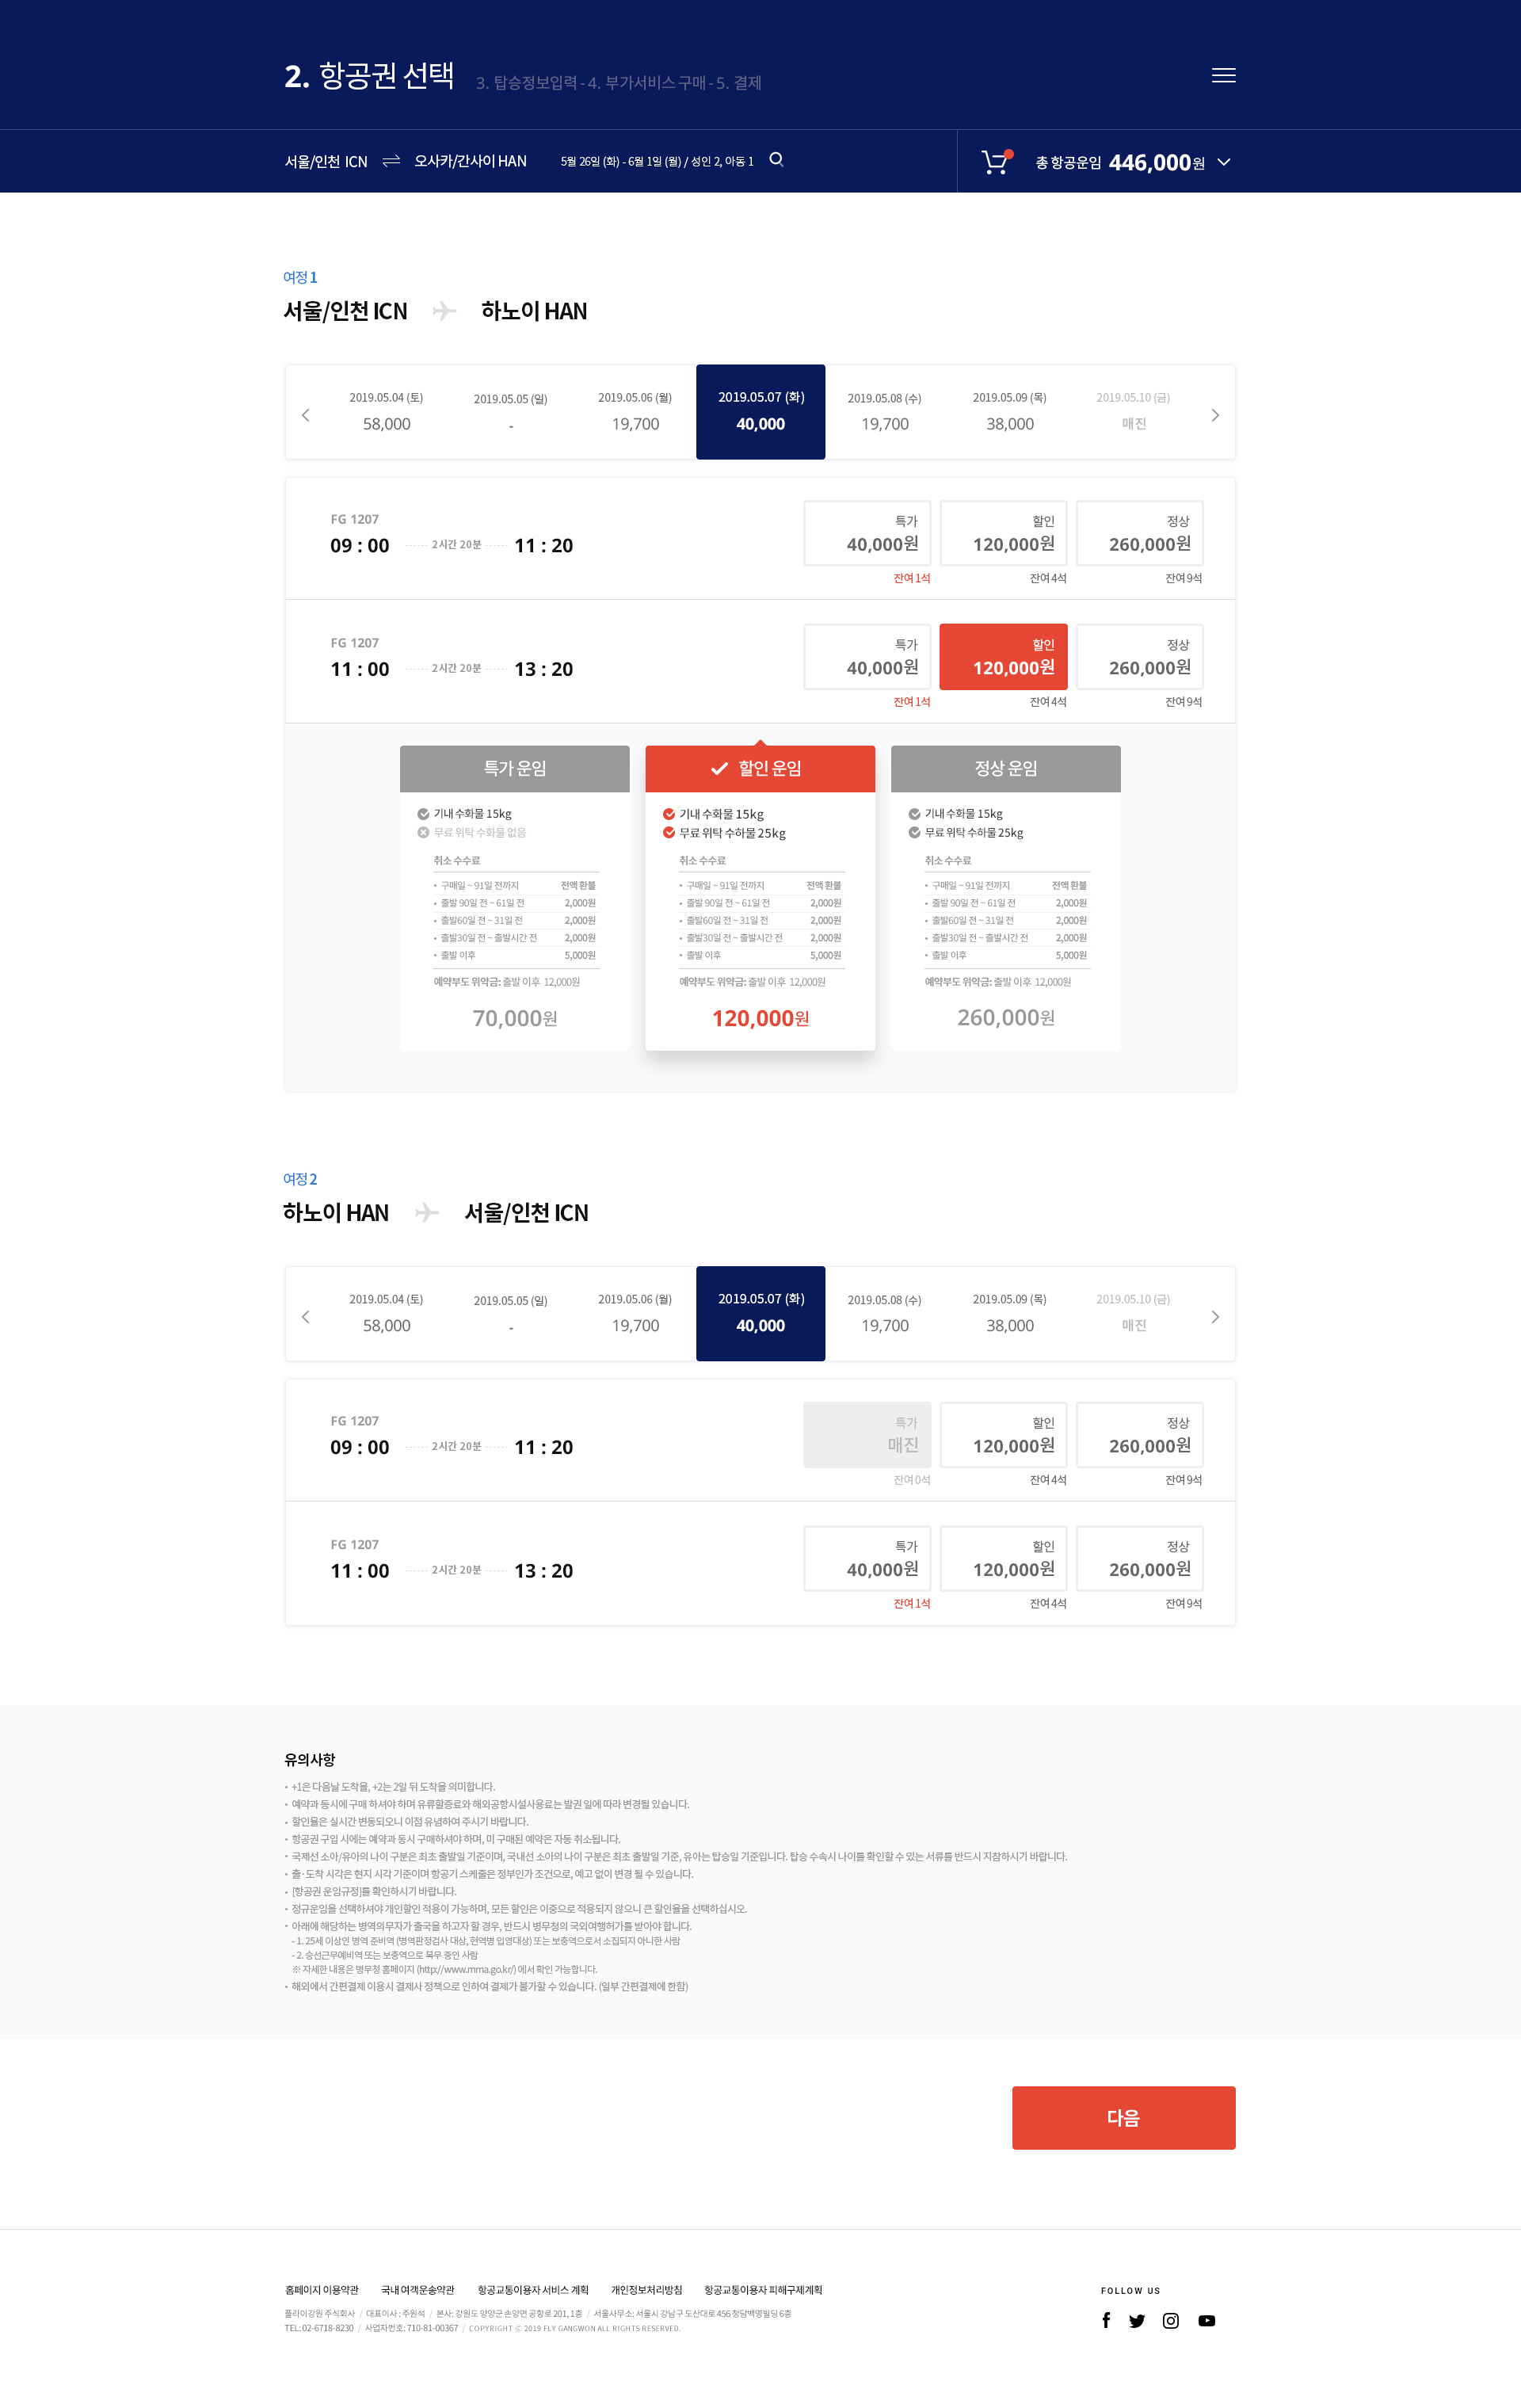 2. 항공권 선택 3. 탑승정보입력 - 4. 부가서비스 구매 - 5. 결제
서울/인천 ICN 오사카/간사이 HAN 5월 26일 (화) - 6월 1일 (월) / 성인 2, 아동 1 총 항공운임 446,000원
여정 1
서울/인천 ICN 하노이 HAN
2019.05.04 (토) 2019.05.05 (일) 2019.05.06 (월) 2019.05.07 (화) 2019.05.08 (수) 2019.05.09 (목) 2019.05.10 (금)
58,000 - 19,700 40,000 19,700 38,000 매진
FG 1207 특가 할인 정상
09 : 00 2시간 20분 11 : 20 40,000원 120,000원 260,000원
잔여 1석 잔여 4석 잔여 9석
FG 1207 특가 할인 정상
11 : 00 2시간 20분 13 : 20 40,000원 120,000원 260,000원
잔여 1석 잔여 4석 잔여 9석
특가 운임
기내 수화물 15kg
무료 위탁 수화물 없음
취소 수수료
• 구매일 ~ 91일 전까지 전액 환불
• 출발 90일 전 ~ 61일 전 2,000원
• 출발60일 전 ~ 31일 전 2,000원
• 출발30일 전 ~ 출발시간 전 2,000원
• 출발 이후 5,000원
예약부도 위약금: 출발 이후 12,000원
70,000원
할인 운임
기내 수화물 15kg
무료 위탁 수하물 25kg
취소 수수료
• 구매일 ~ 91일 전까지 전액 환불
• 출발 90일 전 ~ 61일 전 2,000원
• 출발60일 전 ~ 31일 전 2,000원
• 출발30일 전 ~ 출발시간 전 2,000원
• 출발 이후 5,000원
예약부도 위약금: 출발 이후 12,000원
120,000원
정상 운임
기내 수화물 15kg
무료 위탁 수하물 25kg
취소 수수료
• 구매일 ~ 91일 전까지 전액 환불
• 출발 90일 전 ~ 61일 전 2,000원
• 출발60일 전 ~ 31일 전 2,000원
• 출발30일 전 ~ 출발시간 전 2,000원
• 출발 이후 5,000원
예약부도 위약금: 출발 이후 12,000원
260,000원
여정 2
하노이 HAN 서울/인천 ICN
2019.05.04 (토) 2019.05.05 (일) 2019.05.06 (월) 2019.05.07 (화) 2019.05.08 (수) 2019.05.09 (목) 2019.05.10 (금)
58,000 - 19,700 40,000 19,700 38,000 매진
FG 1207 특가 할인 정상
09 : 00 2시간 20분 11 : 20 매진 120,000원 260,000원
잔여 0석 잔여 4석 잔여 9석
FG 1207 특가 할인 정상
11 : 00 2시간 20분 13 : 20 40,000원 120,000원 260,000원
잔여 1석 잔여 4석 잔여 9석
유의사항
• +1은 다음날 도착을, +2는 2일 뒤 도착을 의미합니다.
• 예약과 동시에 구매 하셔야 하며 유류할증료와 해외공항시설사용료는 발권 일에 따라 변경될 있습니다.
• 할인율은 실시간 변동되오니 이점 유념하여 주시기 바랍니다.
• 항공권 구입 시에는 예약과 동시 구매하셔야 하며, 미 구매된 예약은 자동 취소됩니다.
• 국제선 소아/유아의 나이 구분은 최초 출발일 기준이며, 국내선 소아의 나이 구분은 최초 출발일 기준, 유아는 탑승일 기준입니다. 탑승 수속시 나이를 확인할 수 있는 서류를 반드시 지참하시기 바랍니다.
• 출·도착 시각은 현지 시각 기준이며 항공기 스케줄은 정부인가 조건으로, 예고 없이 변경 될 수 있습니다.
• [항공권 운임규정]를 확인하시기 바랍니다.
• 정규운임을 선택하셔야 개인할인 적용이 가능하며, 모든 할인은 이중으로 적용되지 않으니 큰 할인율을 선택하십시오.
• 아래에 해당하는 병역의무자가 출국을 하고자 할 경우, 반드시 병무청의 국외여행허가를 받아야 합니다.
- 1. 25세 이상인 병역 준비역 (병역판정검사 대상, 현역병 입영대상) 또는 보충역으로서 소집되지 아니한 사람
- 2. 승선근무예비역 또는 보충역으로 복무 중인 사람
※ 자세한 내용은 병무청 홈페이지 (http://www.mma.go.kr/) 에서 확인 가능합니다.
• 해외에서 간편결제 이용시 결제사 정책으로 인하여 결제가 불가할 수 있습니다. (일부 간편결제에 한함)
다음
홈페이지 이용약관 국내 여객운송약관 항공교통이용자 서비스 계획 개인정보처리방침 항공교통이용자 피해구제계획 FOLLOW US
플라이강원 주식회사 / 대표이사 : 주원석 / 본사: 강원도 양양군 손양면 공항로 201, 1층 / 서울사무소: 서울시 강남구 도산대로 456 청담백영빌딩 6층
TEL: 02-6718-8230 / 사업자번호: 710-81-00367 / COPYRIGHT ⓒ 2019 FLY GANGWON ALL RIGHTS RESERVED.